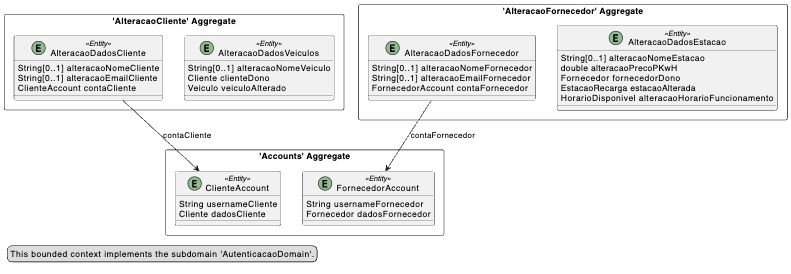 'AlteracaoCliente' Aggregate
E
«Entity»
AlteracaoDadosCliente
String[0..1] alteracaoNomeCliente
String[0..1] alteracaoEmailCliente
ClienteAccount contaCliente
E
«Entity»
AlteracaoDadosVeiculos
String[0..1] alteracaoNomeVeiculo
Cliente clienteDono
Veiculo veiculoAlterado
'AlteracaoFornecedor' Aggregate
E
«Entity»
AlteracaoDadosFornecedor
String[0..1] alteracaoNomeFornecedor
String[0..1] alteracaoEmailFornecedor
FornecedorAccount contaFornecedor
E
«Entity»
AlteracaoDadosEstacao
String[0..1] alteracaoNomeEstacao
double alteracaoPrecoPKwH
Fornecedor fornecedorDono
EstacaoRecarga estacaoAlterada
HorarioDisponivel alteracaoHorarioFuncionamento
contaCliente
contaFornecedor
'Accounts' Aggregate
E
«Entity»
ClienteAccount
String usernameCliente
Cliente dadosCliente
E
«Entity»
FornecedorAccount
String usernameFornecedor
Fornecedor dadosFornecedor
This bounded context implements the subdomain 'AutenticacaoDomain'.